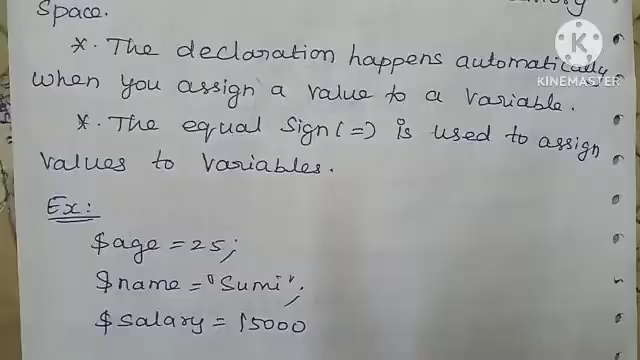 Space.
*. The declaration happens automatically
when you assign a value to a variable.
*. The equal Sign (=) is used to assign
values to variables.
Ex:
$age = 25;
$name = "Sumi";
$salary = 15000
KINEMASTER